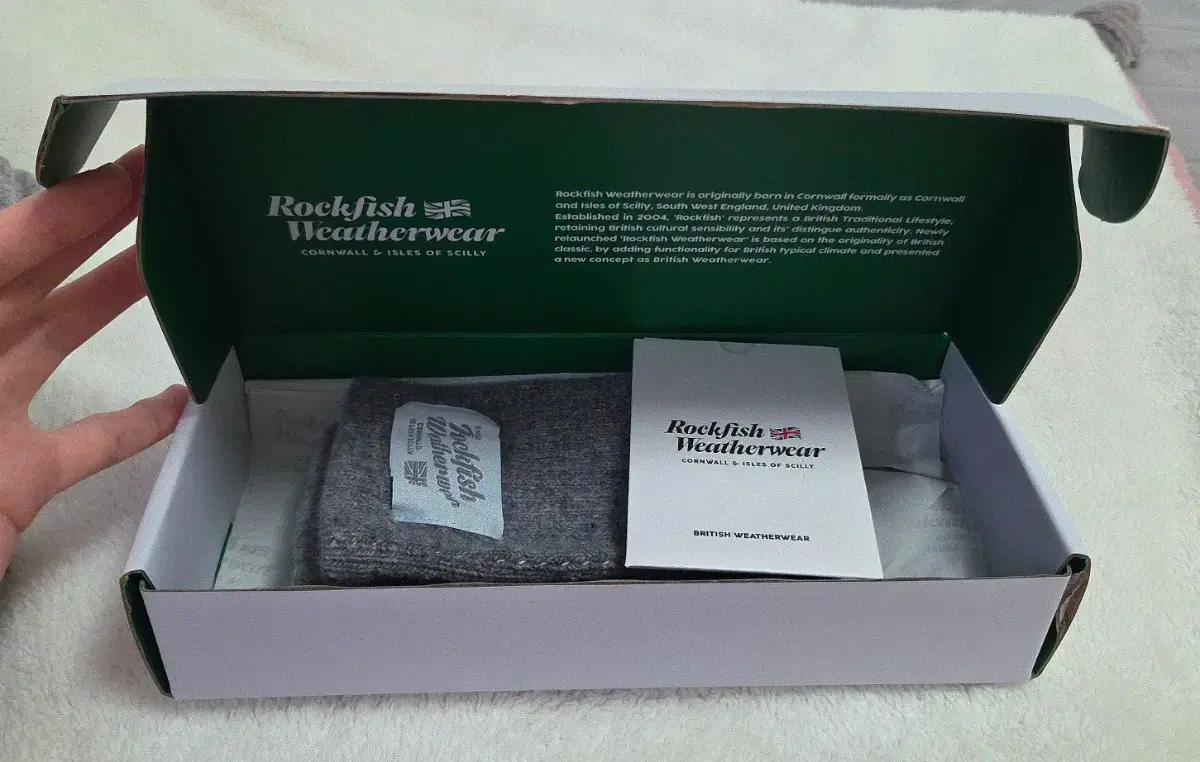 Rockfish
Weatherwear
CORNWALL & ISLES OF SCILLY
Rockfish Weatherwear is originally born in Cornwall formally as Cornwall
and Isles of Scilly, South West England, United Kingdom.
Established in 2004, 'Rockfish' represents a British Traditional Lifestyle,
retaining British cultural sensibility and its' distingue authenticity. Newly
relaunched 'Rockfish Weatherwear' is based on the originality of British
classic, by adding functionality for British typical climate and presented
a new concept as British Weatherwear.
Rockfish
Weatherwear
Rockfish
Weatherwear
CORNWALL & ISLES OF SCILLY
BRITISH WEATHERWEAR